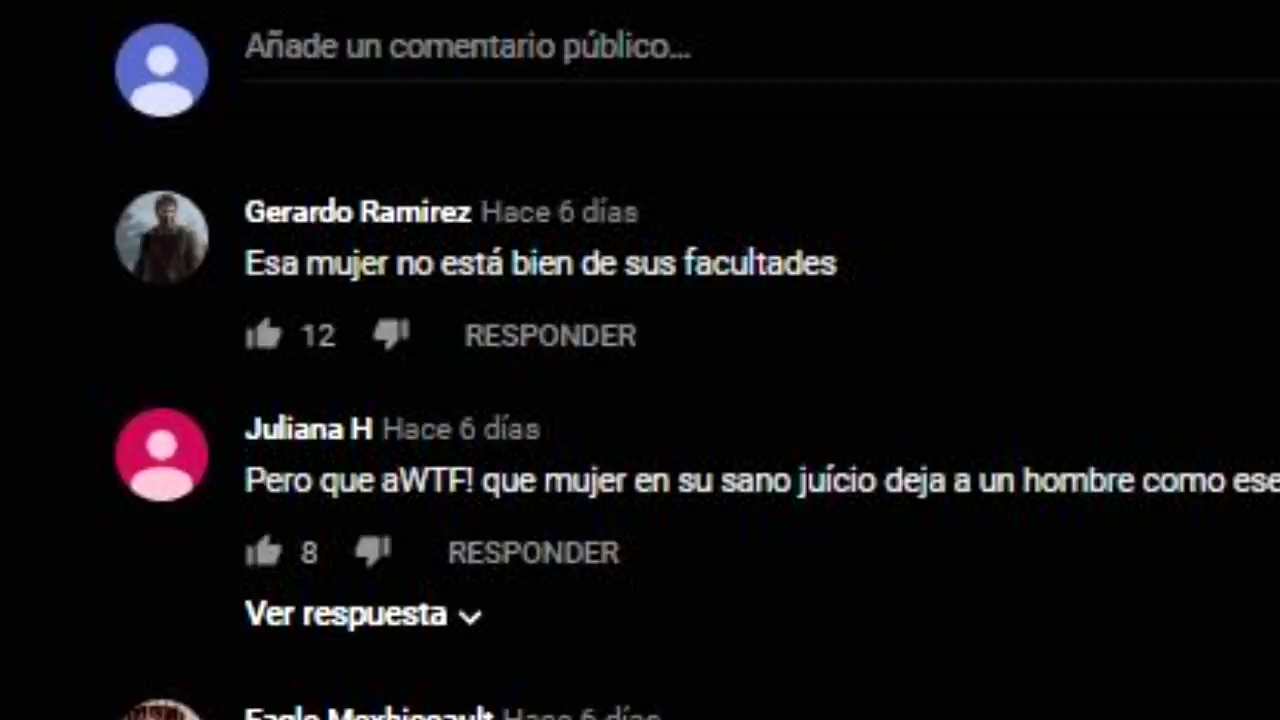 Añade un comentario público...
Gerardo Ramirez Hace 6 días
Esa mujer no está bien de sus facultades
12 RESPONDER
Juliana H Hace 6 días
Pero que aWTF! que mujer en su sano juício deja a un hombre como ese
8 RESPONDER
Ver respuesta
Hace 6 días